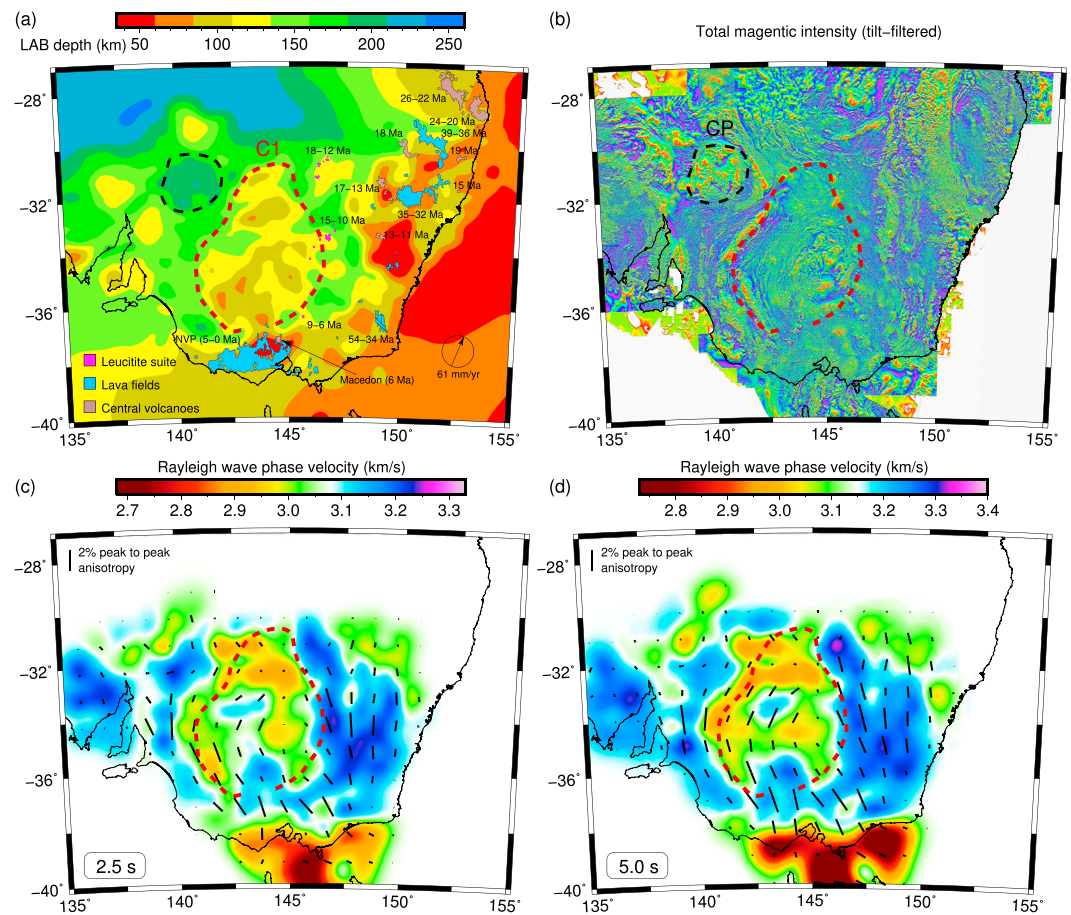 (a)
50 100 150 200 250
LAB depth (km)
−28˚
−32˚
−36˚
−40˚
135˚ 140˚ 145˚ 150˚ 155˚
C1
26−22 Ma
24−20 Ma
39−36 Ma
18 Ma
19 Ma
18−12 Ma
17−13 Ma
15 Ma
35−32 Ma
15−10 Ma
13−11 Ma
9−6 Ma
NVP (5−0 Ma)
54−34 Ma
61 mm/yr
Macedon (6 Ma)
Leucitite suite
Lava fields
Central volcanoes
(b)
Total magentic intensity (tilt−filtered)
CP
−28˚
−32˚
−36˚
−40˚
135˚ 140˚ 145˚ 150˚ 155˚
(c)
Rayleigh wave phase velocity (km/s)
2.7 2.8 2.9 3.0 3.1 3.2 3.3
2% peak to peak
anisotropy
−28˚
−32˚
−36˚
−40˚
2.5 s
135˚ 140˚ 145˚ 150˚ 155˚
(d)
Rayleigh wave phase velocity (km/s)
2.8 2.9 3.0 3.1 3.2 3.3 3.4
2% peak to peak
anisotropy
−28˚
−32˚
−36˚
−40˚
5.0 s
135˚ 140˚ 145˚ 150˚ 155˚